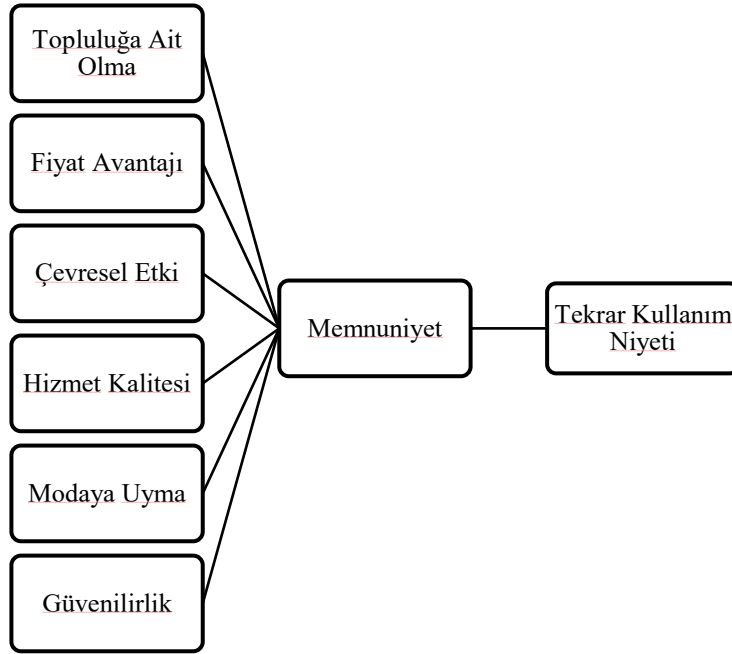 Topluluğa Ait
Olma
Fiyat Avantajı
Çevresel Etki
Hizmet Kalitesi
Modaya Uyma
Güvenilirlik
Memnuniyet
Tekrar Kullanım
Niyeti